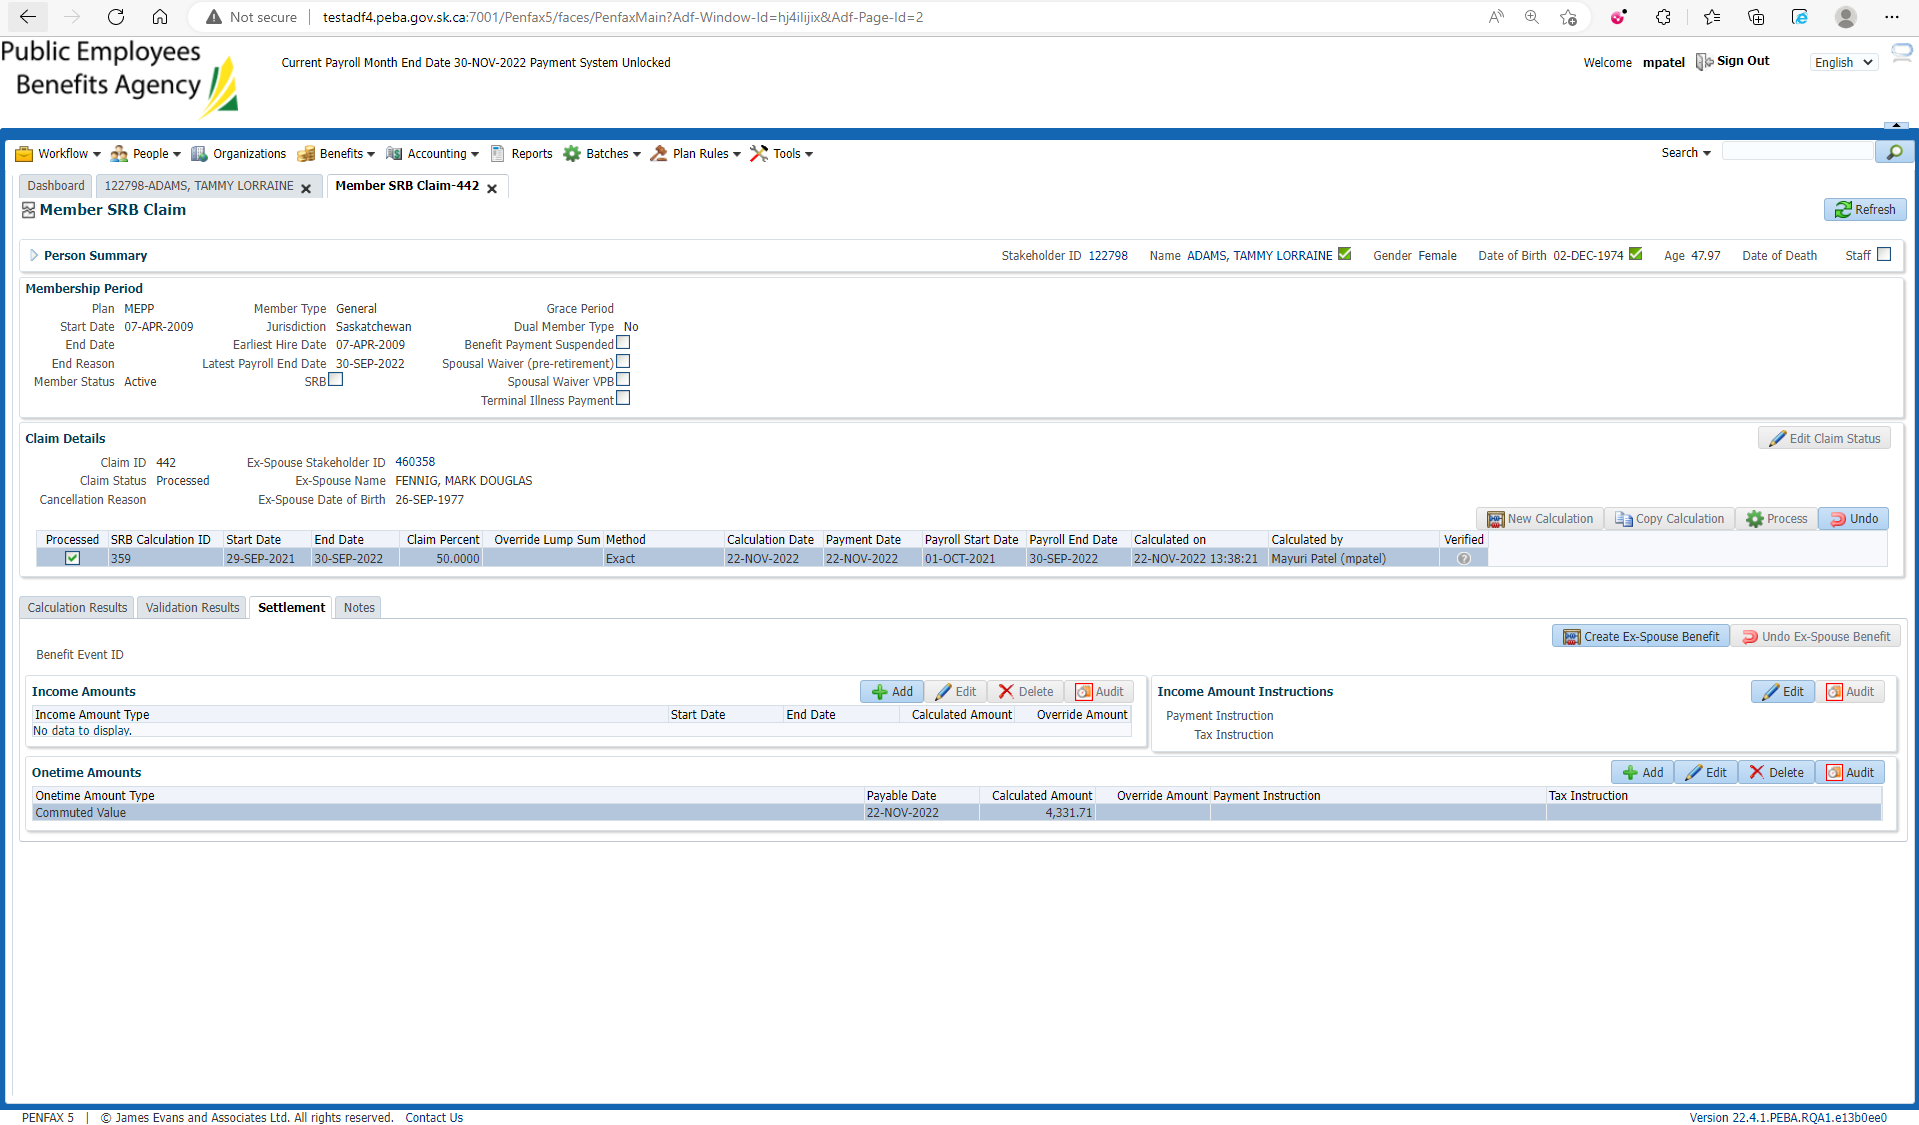 Not secure testadf4.peba.gov.sk.ca:7001/Penfax5/faces/PenfaxMain?Adf-Window-Id=hj4ilijix&Adf-Page-Id=2
Public Employees
Benefits Agency
Current Payroll Month End Date 30-NOV-2022 Payment System Unlocked
Welcome mpatel Sign Out English
Workflow People Organizations Benefits Accounting Reports Batches Plan Rules Tools Search
Dashboard 122798-ADAMS, TAMMY LORRAINE Member SRB Claim-442
Member SRB Claim Refresh
Person Summary Stakeholder ID 122798 Name ADAMS, TAMMY LORRAINE Gender Female Date of Birth 02-DEC-1974 Age 47.97 Date of Death Staff
Membership Period
Plan MEPP Member Type General Grace Period
Start Date 07-APR-2009 Jurisdiction Saskatchewan Dual Member Type No
End Date Earliest Hire Date 07-APR-2009 Benefit Payment Suspended
End Reason Latest Payroll End Date 30-SEP-2022 Spousal Waiver (pre-retirement)
Member Status Active SRB Spousal Waiver VPB
Terminal Illness Payment
Claim Details Edit Claim Status
Claim ID 442 Ex-Spouse Stakeholder ID 460358
Claim Status Processed Ex-Spouse Name FENNIG, MARK DOUGLAS
Cancellation Reason Ex-Spouse Date of Birth 26-SEP-1977
New Calculation Copy Calculation Process Undo
Processed SRB Calculation ID Start Date End Date Claim Percent Override Lump Sum Method Calculation Date Payment Date Payroll Start Date Payroll End Date Calculated on Calculated by Verified
359 29-SEP-2021 30-SEP-2022 50.0000 Exact 22-NOV-2022 22-NOV-2022 01-OCT-2021 30-SEP-2022 22-NOV-2022 13:38:21 Mayuri Patel (mpatel)
Calculation Results Validation Results Settlement Notes
Create Ex-Spouse Benefit Undo Ex-Spouse Benefit
Benefit Event ID
Income Amounts Add Edit Delete Audit Income Amount Instructions Edit Audit
Income Amount Type Start Date End Date Calculated Amount Override Amount Payment Instruction
No data to display. Tax Instruction
Onetime Amounts Add Edit Delete Audit
Onetime Amount Type Payable Date Calculated Amount Override Amount Payment Instruction Tax Instruction
Commuted Value 22-NOV-2022 4,331.71
PENFAX 5 | © James Evans and Associates Ltd. All rights reserved. Contact Us Version 22.4.1.PEBA.RQA1.e13b0ee0